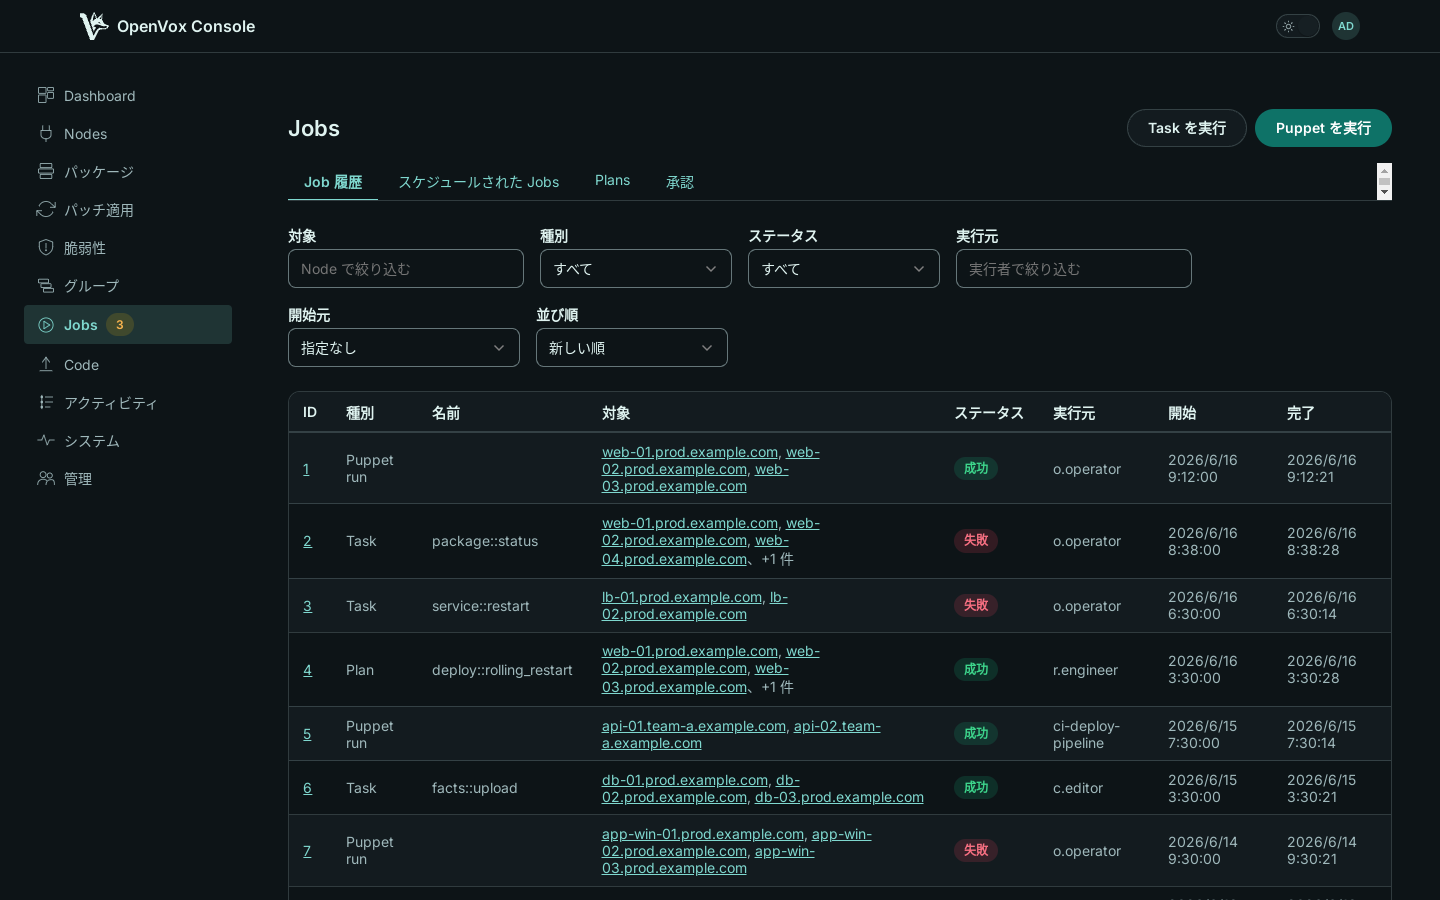 OpenVox Console
AD
Dashboard
Nodes
パッケージ
パッチ適用
脆弱性
グループ
Jobs 3
Code
アクティビティ
システム
管理
Jobs
Task を実行
Puppet を実行
Job 履歴
スケジュールされた Jobs
Plans
承認
対象
種別
ステータス
実行元
Node で絞り込む
すべて
すべて
実行者で絞り込む
開始元
並び順
指定なし
新しい順
ID 種別 名前 対象 ステータス 実行元 開始 完了
1
Puppet
run
web-01.prod.example.com, web-
02.prod.example.com, web-
03.prod.example.com
成功
o.operator
2026/6/16
9:12:00
2026/6/16
9:12:21
2
Task
package::status
web-01.prod.example.com, web-
02.prod.example.com, web-
04.prod.example.com、+1 件
失敗
o.operator
2026/6/16
8:38:00
2026/6/16
8:38:28
3
Task
service::restart
lb-01.prod.example.com, lb-
02.prod.example.com
失敗
o.operator
2026/6/16
6:30:00
2026/6/16
6:30:14
4
Plan
deploy::rolling_restart
web-01.prod.example.com, web-
02.prod.example.com, web-
03.prod.example.com、+1 件
成功
r.engineer
2026/6/16
3:30:00
2026/6/16
3:30:28
5
Puppet
run
api-01.team-a.example.com, api-02.team-
a.example.com
成功
ci-deploy-
pipeline
2026/6/15
7:30:00
2026/6/15
7:30:14
6
Task
facts::upload
db-01.prod.example.com, db-
02.prod.example.com, db-03.prod.example.com
成功
c.editor
2026/6/15
3:30:00
2026/6/15
3:30:21
7
Puppet
run
app-win-01.prod.example.com, app-win-
02.prod.example.com, app-win-
03.prod.example.com
失敗
o.operator
2026/6/14
9:30:00
2026/6/14
9:30:21